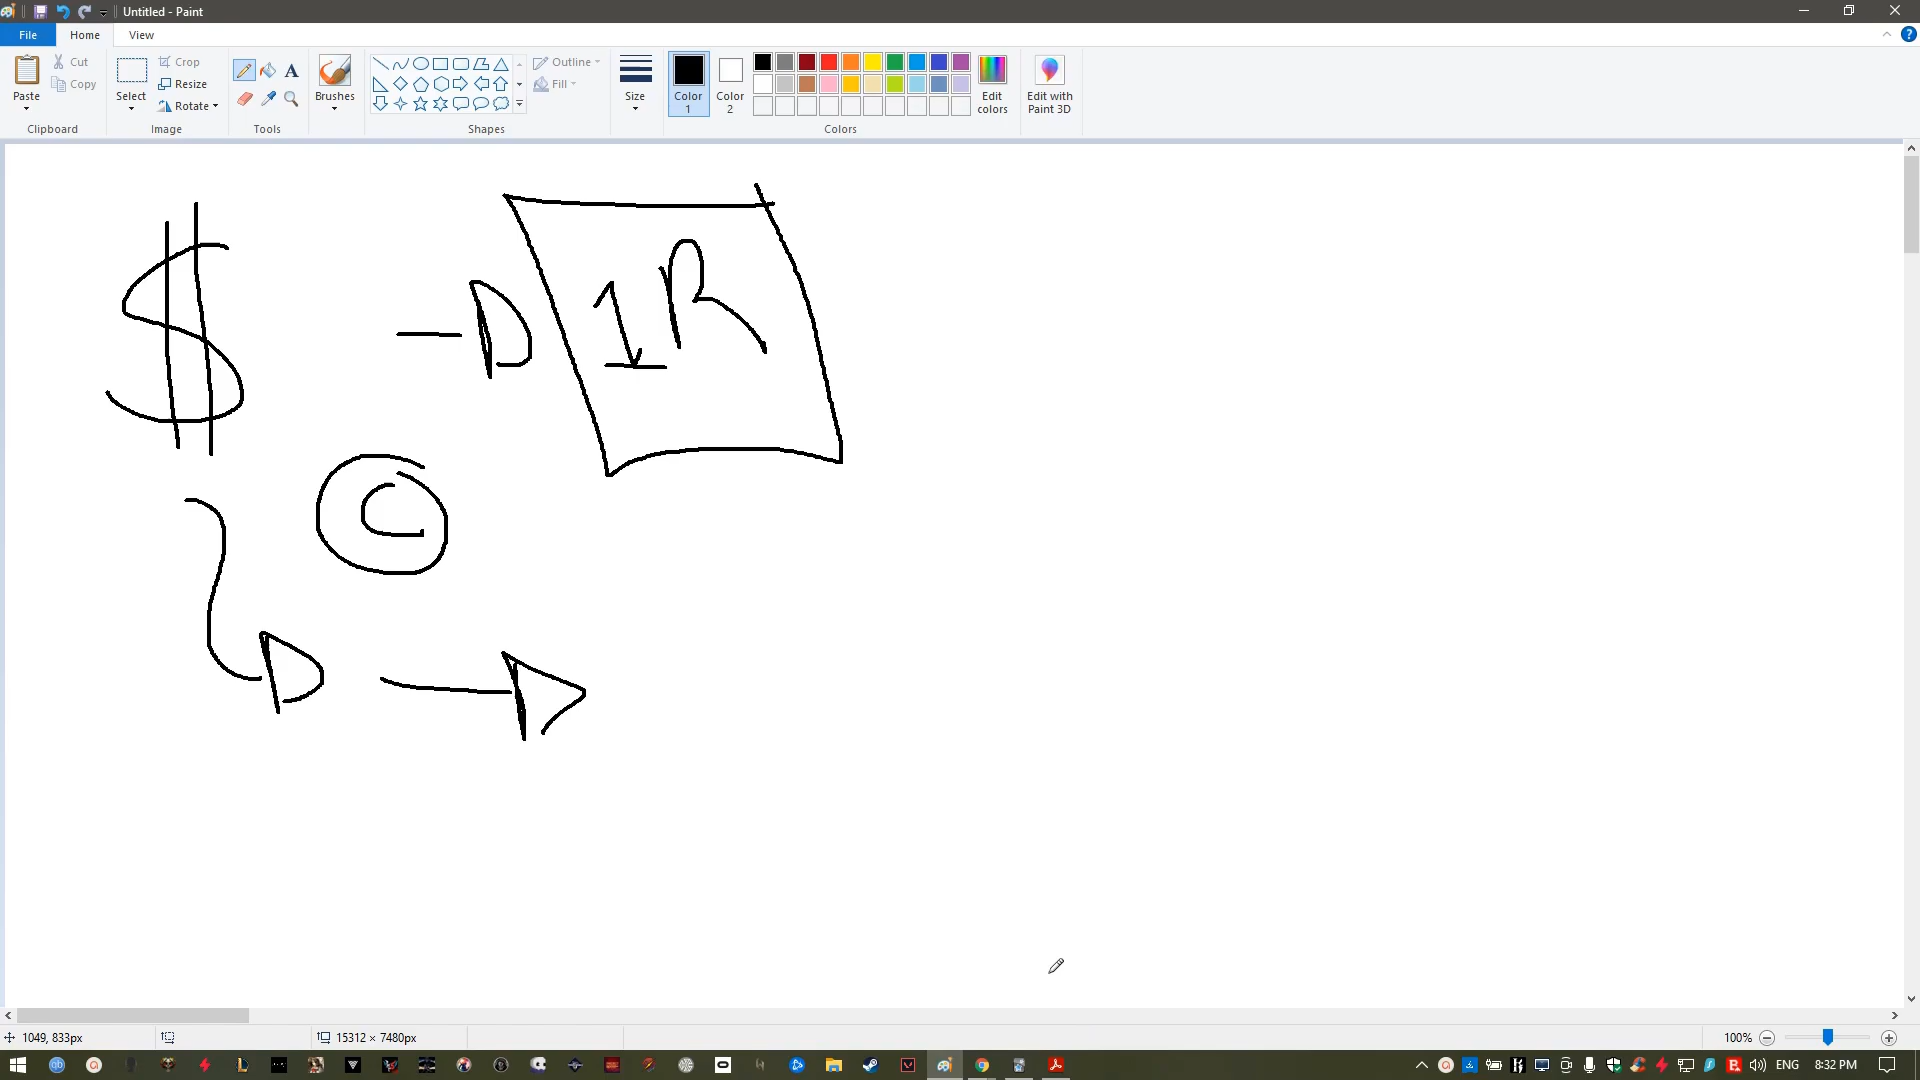 Untitled - Paint
File
Home
View
Paste
Cut
Copy
Clipboard
Select
Crop
Resize
Rotate
Image
A
Tools
Brushes
Outline
Fill
Shapes
Size
Color 1
Color 2
Edit colors
Edit with Paint 3D
Colors
$
1R
C
1049, 833px
15312 × 7480px
100%
ENG
8:32 PM